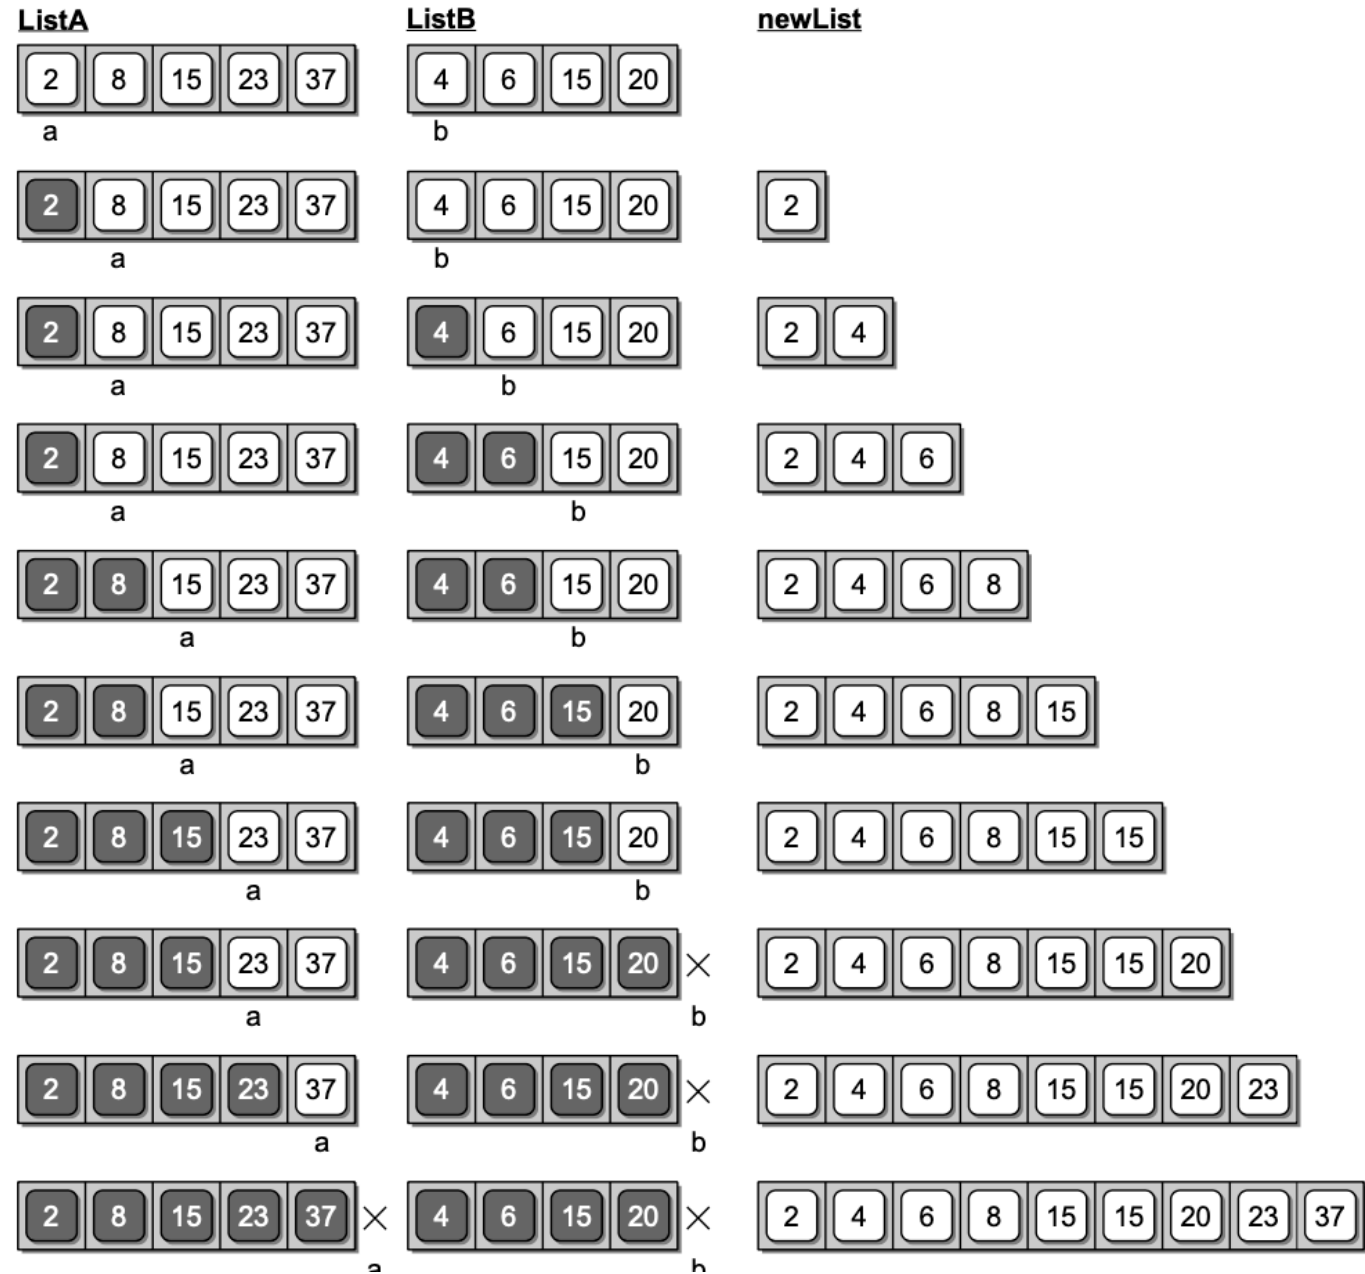 ListA ListB newList
2 8 15 23 37 4 6 15 20
a b
2 8 15 23 37 4 6 15 20 2
a b
2 8 15 23 37 4 6 15 20 2 4
a b
2 8 15 23 37 4 6 15 20 2 4 6
a b
2 8 15 23 37 4 6 15 20 2 4 6 8
a b
2 8 15 23 37 4 6 15 20 2 4 6 8 15
a b
2 8 15 23 37 4 6 15 20 2 4 6 8 15 15
a b
2 8 15 23 37 4 6 15 20 × 2 4 6 8 15 15 20
a b
2 8 15 23 37 4 6 15 20 × 2 4 6 8 15 15 20 23
a b
2 8 15 23 37 × 4 6 15 20 × 2 4 6 8 15 15 20 23 37
a b